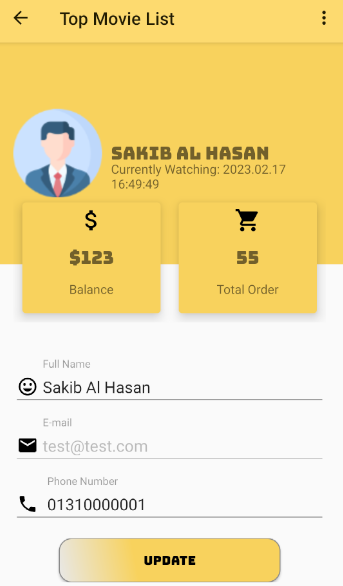 Top Movie List
SAKIB AL HASAN
Currently Watching: 2023.02.17
16:49:49
$123
55
Balance
Total Order
Full Name
Sakib Al Hasan
E-mail
test@test.com
Phone Number
01310000001
UPDATE